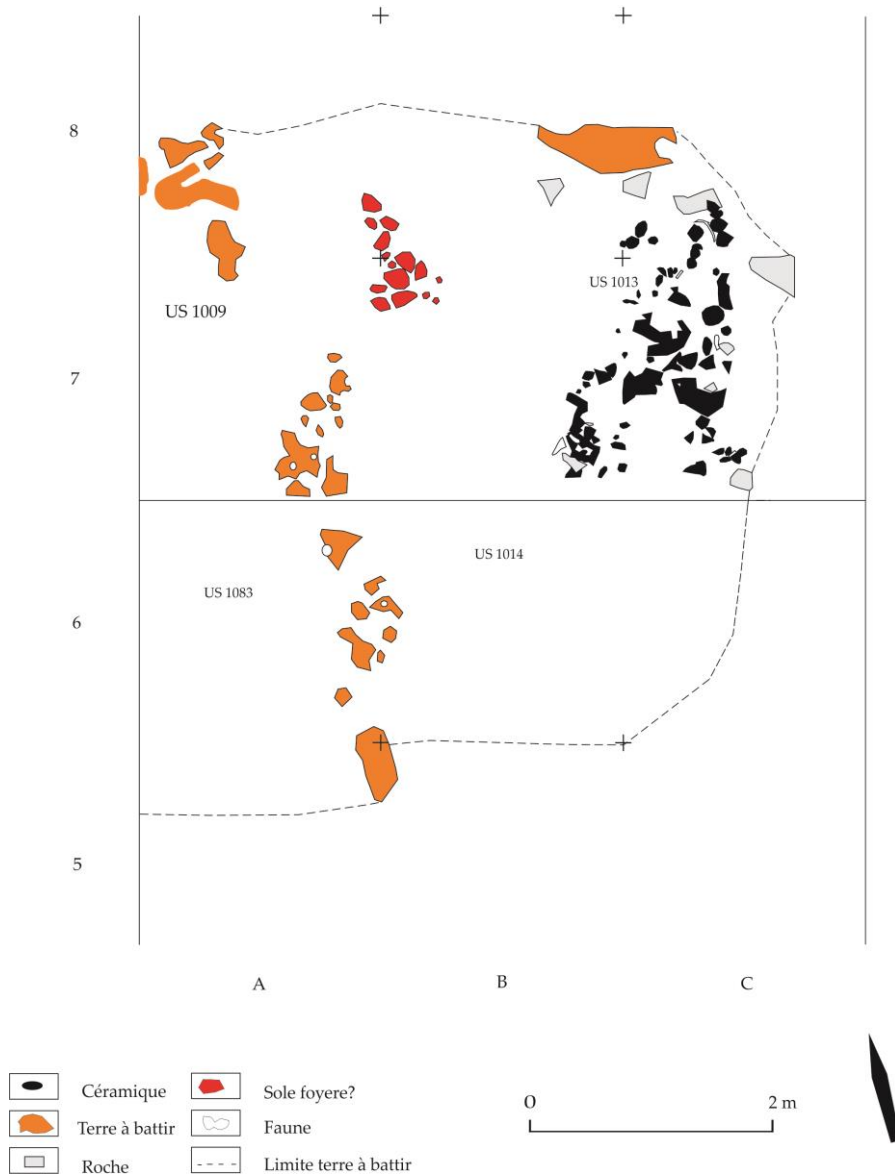 8
US 1013
US 1009
7
US 1014
US 1083
6
5
A B C
Céramique Sole foyere?
Terre à battir Faune
Roche Limite terre à battir
0 2 m